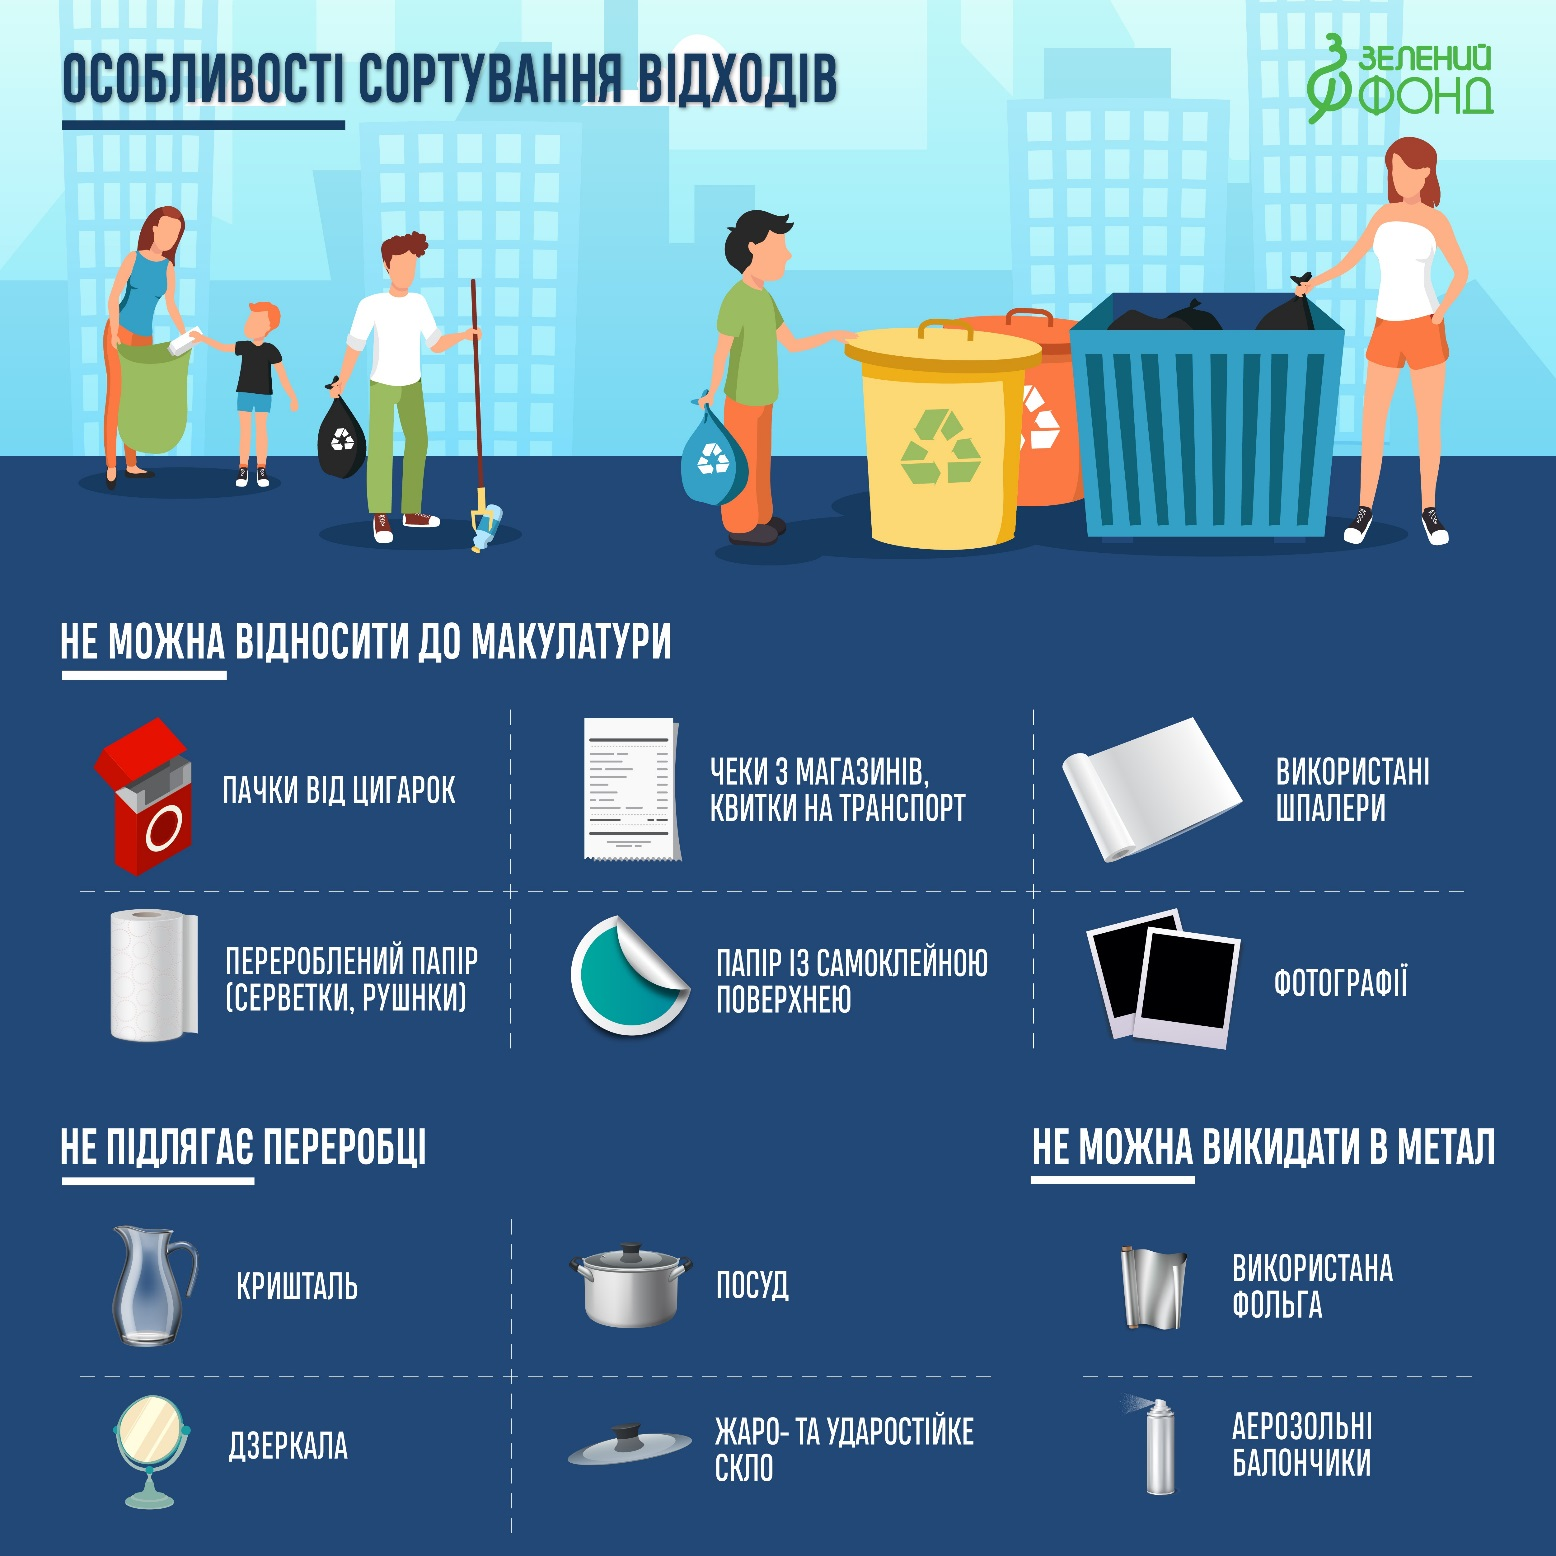 ОСОБЛИВОСТІ СОРТУВАННЯ ВІДХОДІВ
ЗЕЛЕНИЙ
ФОНД
НЕ МОЖНА ВІДНОСИТИ ДО МАКУЛАТУРИ
ПАЧКИ ВІД ЦИГАРОК
ЧЕКИ З МАГАЗИНІВ,
КВИТКИ НА ТРАНСПОРТ
ВИКОРИСТАНІ
ШПАЛЕРИ
ПЕРЕРОБЛЕНИЙ ПАПІР
(СЕРВЕТКИ, РУШНКИ)
ПАПІР ІЗ САМОКЛЕЙНОЮ
ПОВЕРХНЕЮ
ФОТОГРАФІЇ
НЕ ПІДЛЯГАЄ ПЕРЕРОБЦІ
КРИШТАЛЬ
ПОСУД
ДЗЕРКАЛА
ЖАРО- ТА УДАРОСТІЙКЕ
СКЛО
НЕ МОЖНА ВИКИДАТИ В МЕТАЛ
ВИКОРИСТАНА
ФОЛЬГА
АЕРОЗОЛЬНІ
БАЛОНЧИКИ